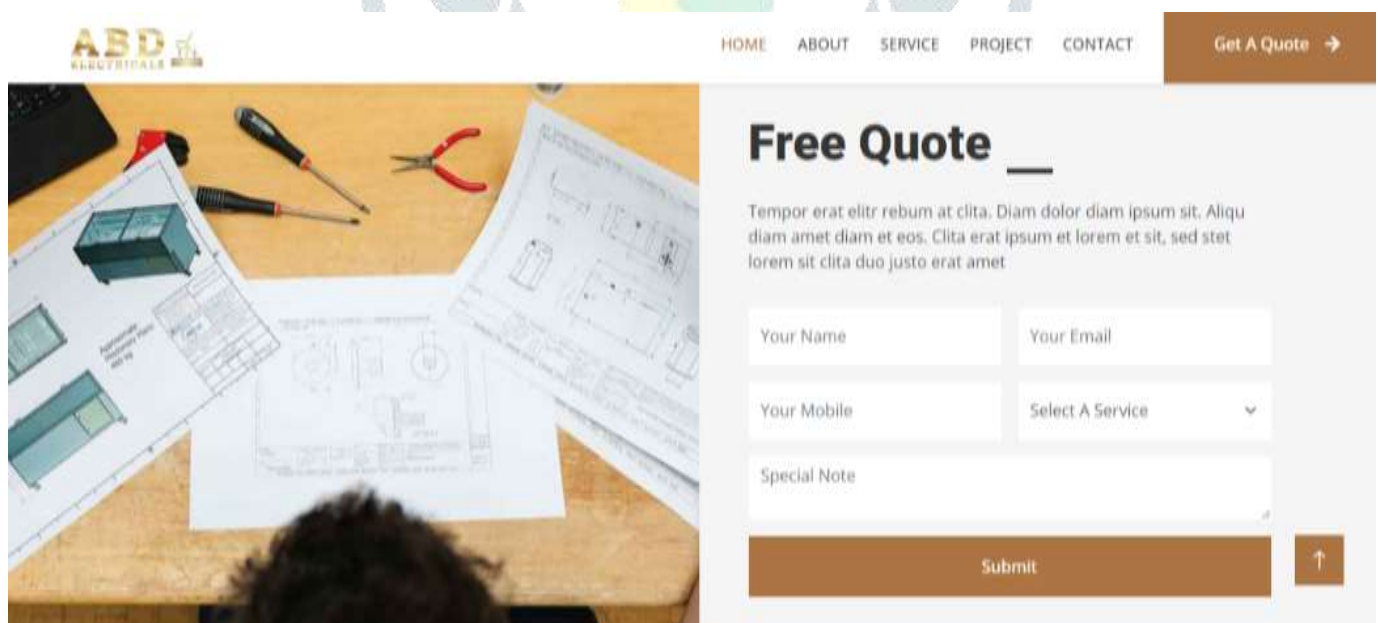 ABD
ELECTRICALS
HOME ABOUT SERVICE PROJECT CONTACT Get A Quote
Free Quote
Tempor erat elitr rebum at clita. Diam dolor diam ipsum sit. Aliqu
diam amet diam et eos. Clita erat ipsum et lorem et sit, sed stet
lorem sit clita duo justo erat amet
Your Name
Your Email
Your Mobile
Select A Service
Special Note
Submit